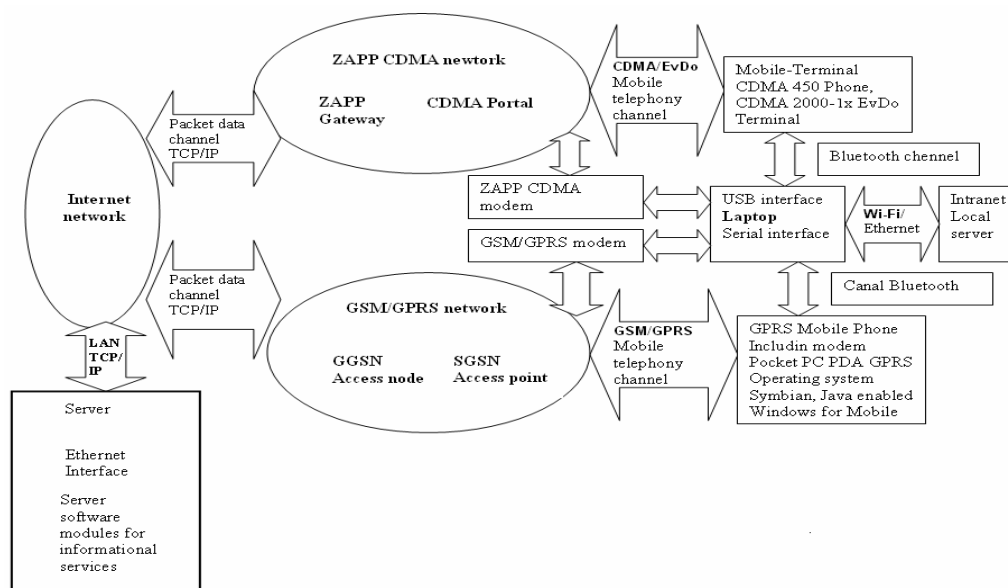 ZAPP CDMA newtork
ZAPP
Gateway
CDMA Portal
CDMA/EvDo
Mobile
telephony
channel
Mobile-Terminal
CDMA 450 Phone,
CDMA 2000-1x EvDo
Terminal
Packet data
channel
TCP/IP
Bluetooth chennel
Internet
network
ZAPP CDMA
modem
USB interface
Laptop
Serial interface
Wi-Fi/
Ethernet
Intranet
Local
server
GSM/GPRS modem
Packet data
channel
TCP/IP
Canal Bluetooth
GSM/GPRS network
GGSN
Access node
SGSN
Access point
GSM/GPRS
Mobile
telephony
channel
GPRS Mobile Phone
Includin modem
Pocket PC PDA GPRS
Operating system
Symbian, Java enabled
Windows for Mobile
LAN
TCP/
IP
Server
Ethernet
Interface
Server
software
modules for
informational
services